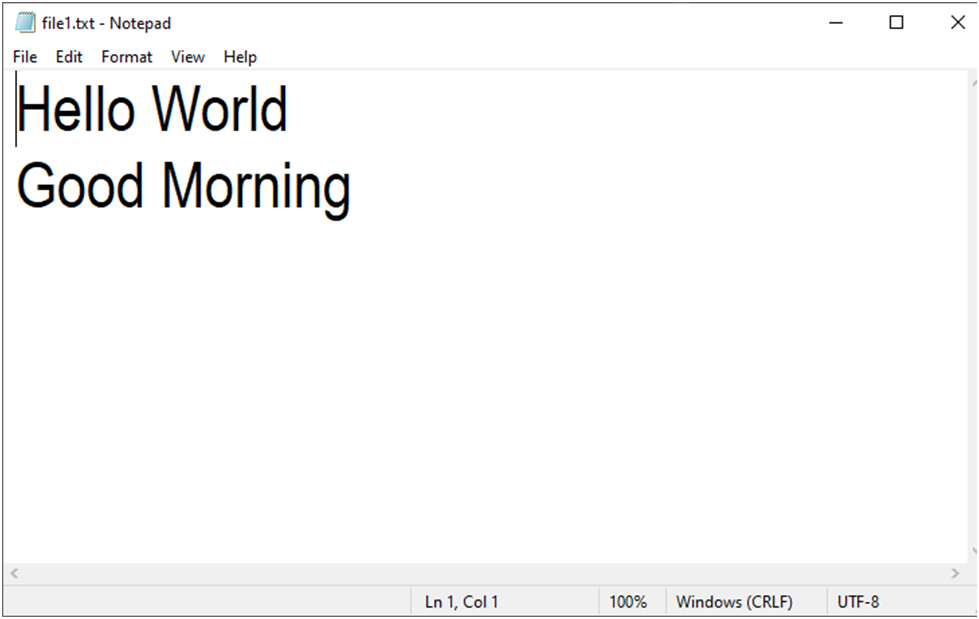 file1.txt - Notepad
File Edit Format View Help
Hello World
Good Morning
Ln 1, Col 1 100% Windows (CRLF) UTF-8